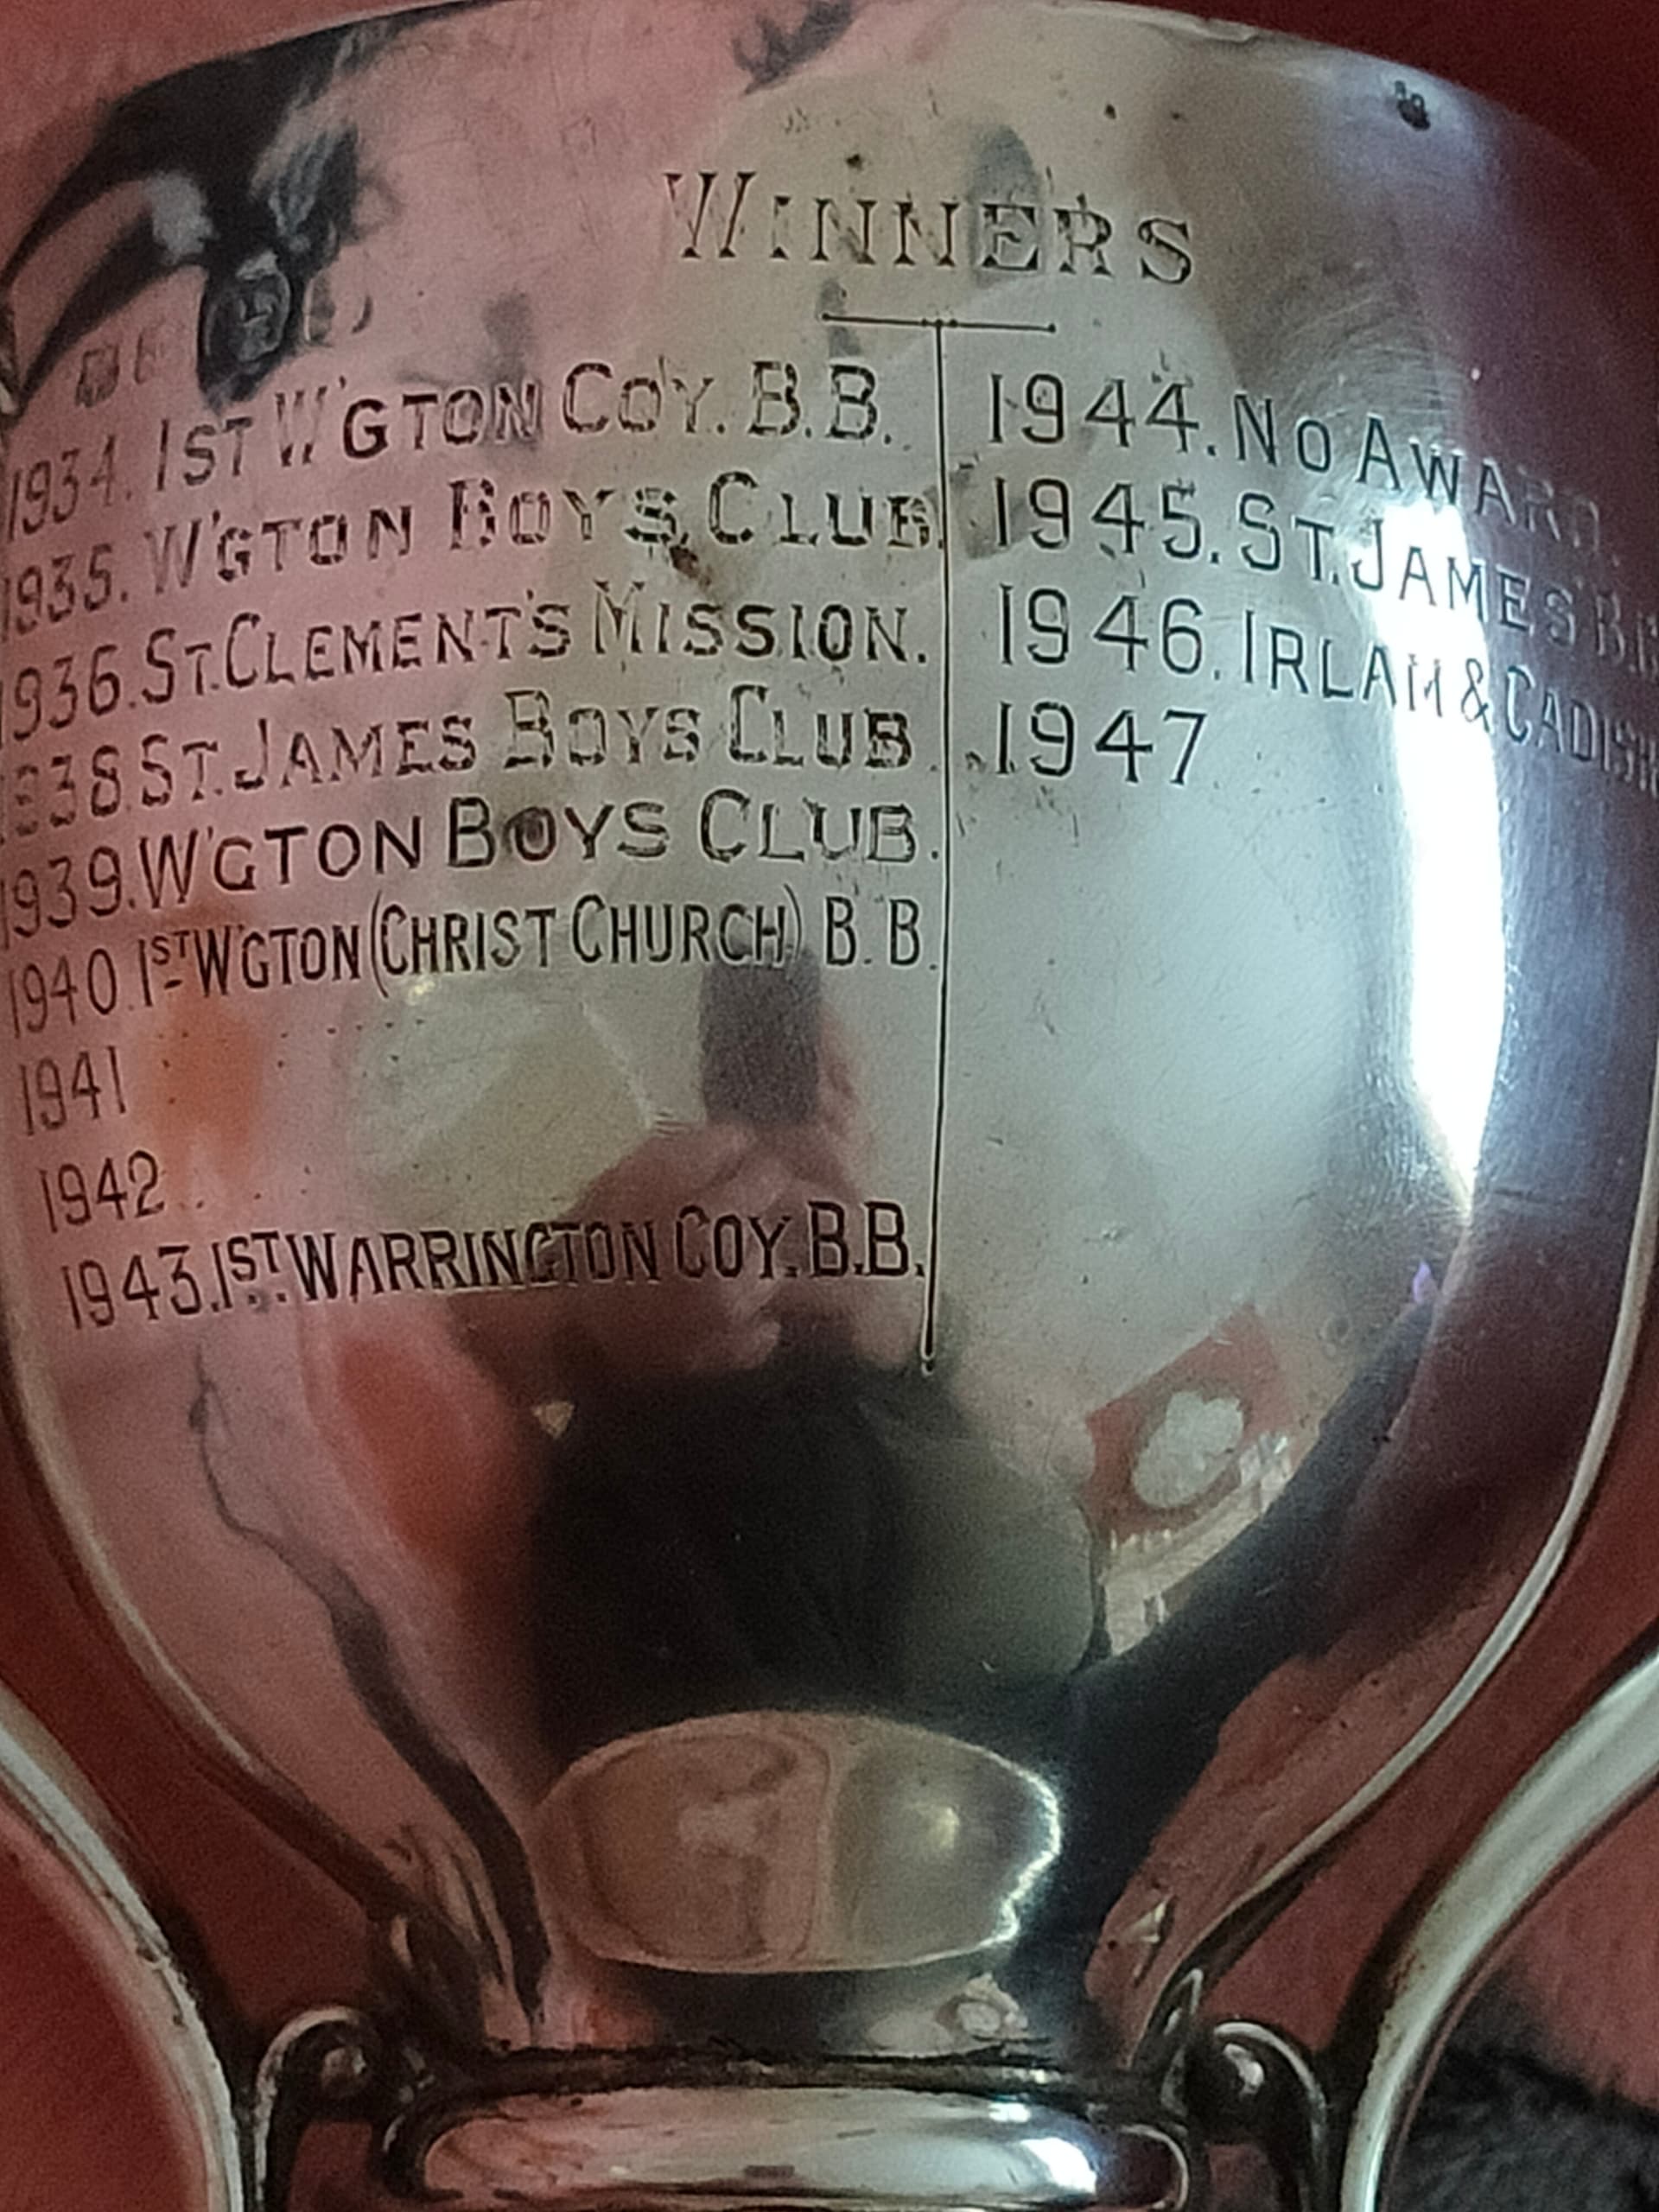 WINNERS
1934. 1ST W'GTON COY. B.B.
1935. W'GTON BOYS CLUB.
1936. ST. CLEMENT'S MISSION.
1938. ST. JAMES BOYS CLUB.
1939. W'GTON BOYS CLUB.
1940. 1ST W'GTON (CHRIST CHURCH) B.B.
1941
1942
1943. 1ST WARRINGTON COY. B.B.
1944. NO AWARD.
1945. ST. JAMES B.
1946. IRLAM & CADISH
1947